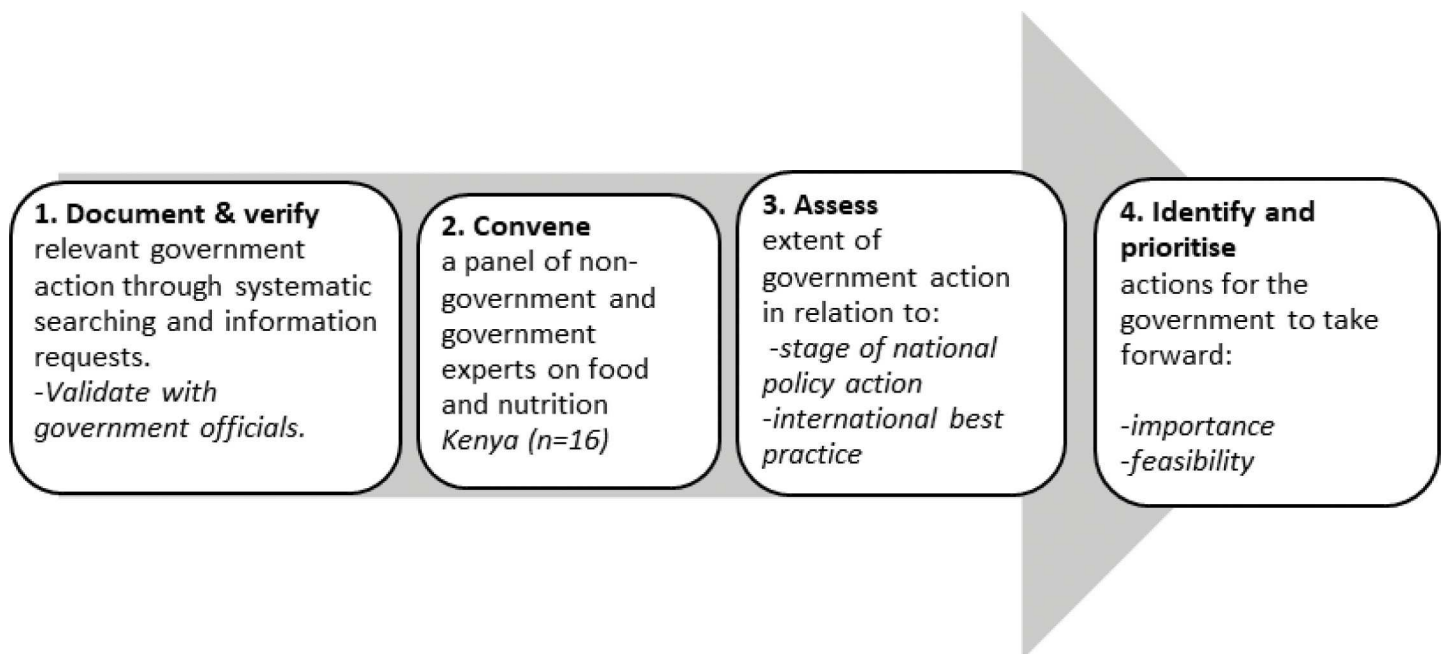 1. Document & verify
relevant government
action through systematic
searching and information
requests.
-Validate with
government officials.
2. Convene
a panel of non-
government and
government
experts on food
and nutrition
Kenya (n=16)
3. Assess
extent of
government action
in relation to:
-stage of national
policy action
-international best
practice
4. Identify and
prioritise
actions for the
government to take
forward:
-importance
-feasibility